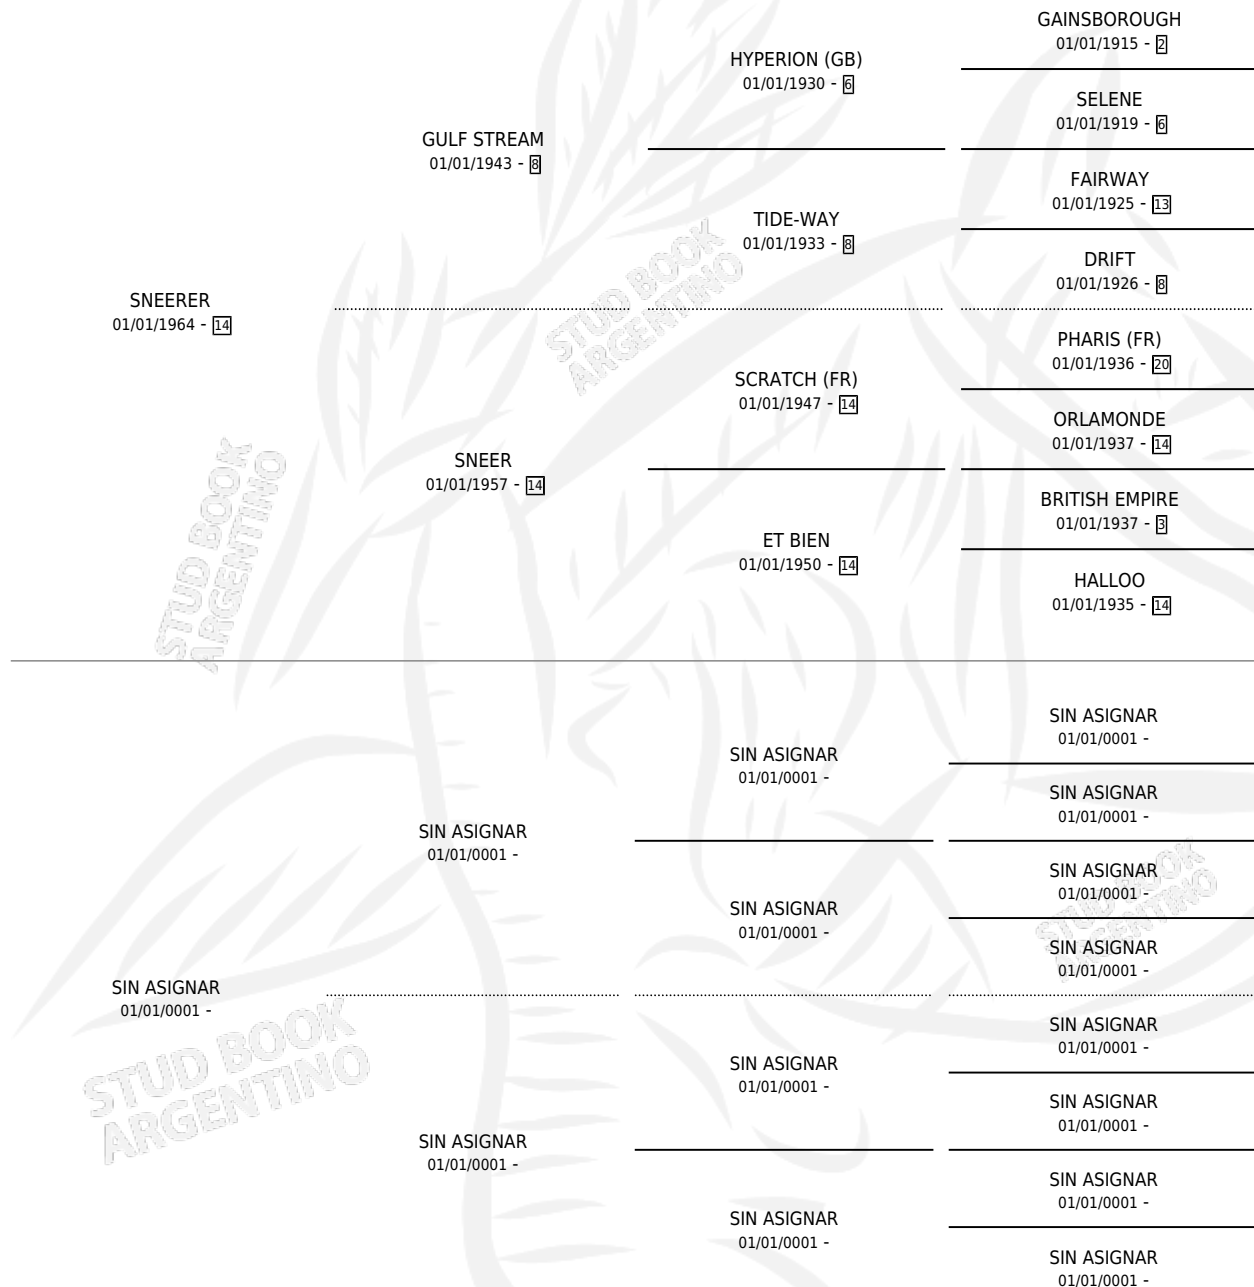 GAINSBOROUGH
01/01/1915 - 2
HYPERION (GB)
01/01/1930 - 6
SELENE
01/01/1919 - 6
GULF STREAM
01/01/1943 - 8
FAIRWAY
01/01/1925 - 13
TIDE-WAY
01/01/1933 - 8
DRIFT
01/01/1926 - 8
SNEERER
01/01/1964 - 14
PHARIS (FR)
01/01/1936 - 20
SCRATCH (FR)
01/01/1947 - 14
ORLAMONDE
01/01/1937 - 14
SNEER
01/01/1957 - 14
BRITISH EMPIRE
01/01/1937 - 3
ET BIEN
01/01/1950 - 14
HALLOO
01/01/1935 - 14
STUD BOOK
ARGENTINO
STUD BOOK
ARGENTINO
SIN ASIGNAR
01/01/0001 -
SIN ASIGNAR
01/01/0001 -
SIN ASIGNAR
01/01/0001 -
SIN ASIGNAR
01/01/0001 -
SIN ASIGNAR
01/01/0001 -
SIN ASIGNAR
01/01/0001 -
SIN ASIGNAR
01/01/0001 -
SIN ASIGNAR
01/01/0001 -
SIN ASIGNAR
01/01/0001 -
SIN ASIGNAR
01/01/0001 -
SIN ASIGNAR
01/01/0001 -
SIN ASIGNAR
01/01/0001 -
SIN ASIGNAR
01/01/0001 -
SIN ASIGNAR
01/01/0001 -
SIN ASIGNAR
01/01/0001 -
STUD BOOK
ARGENTINO
STUD BOOK
ARGENTINO